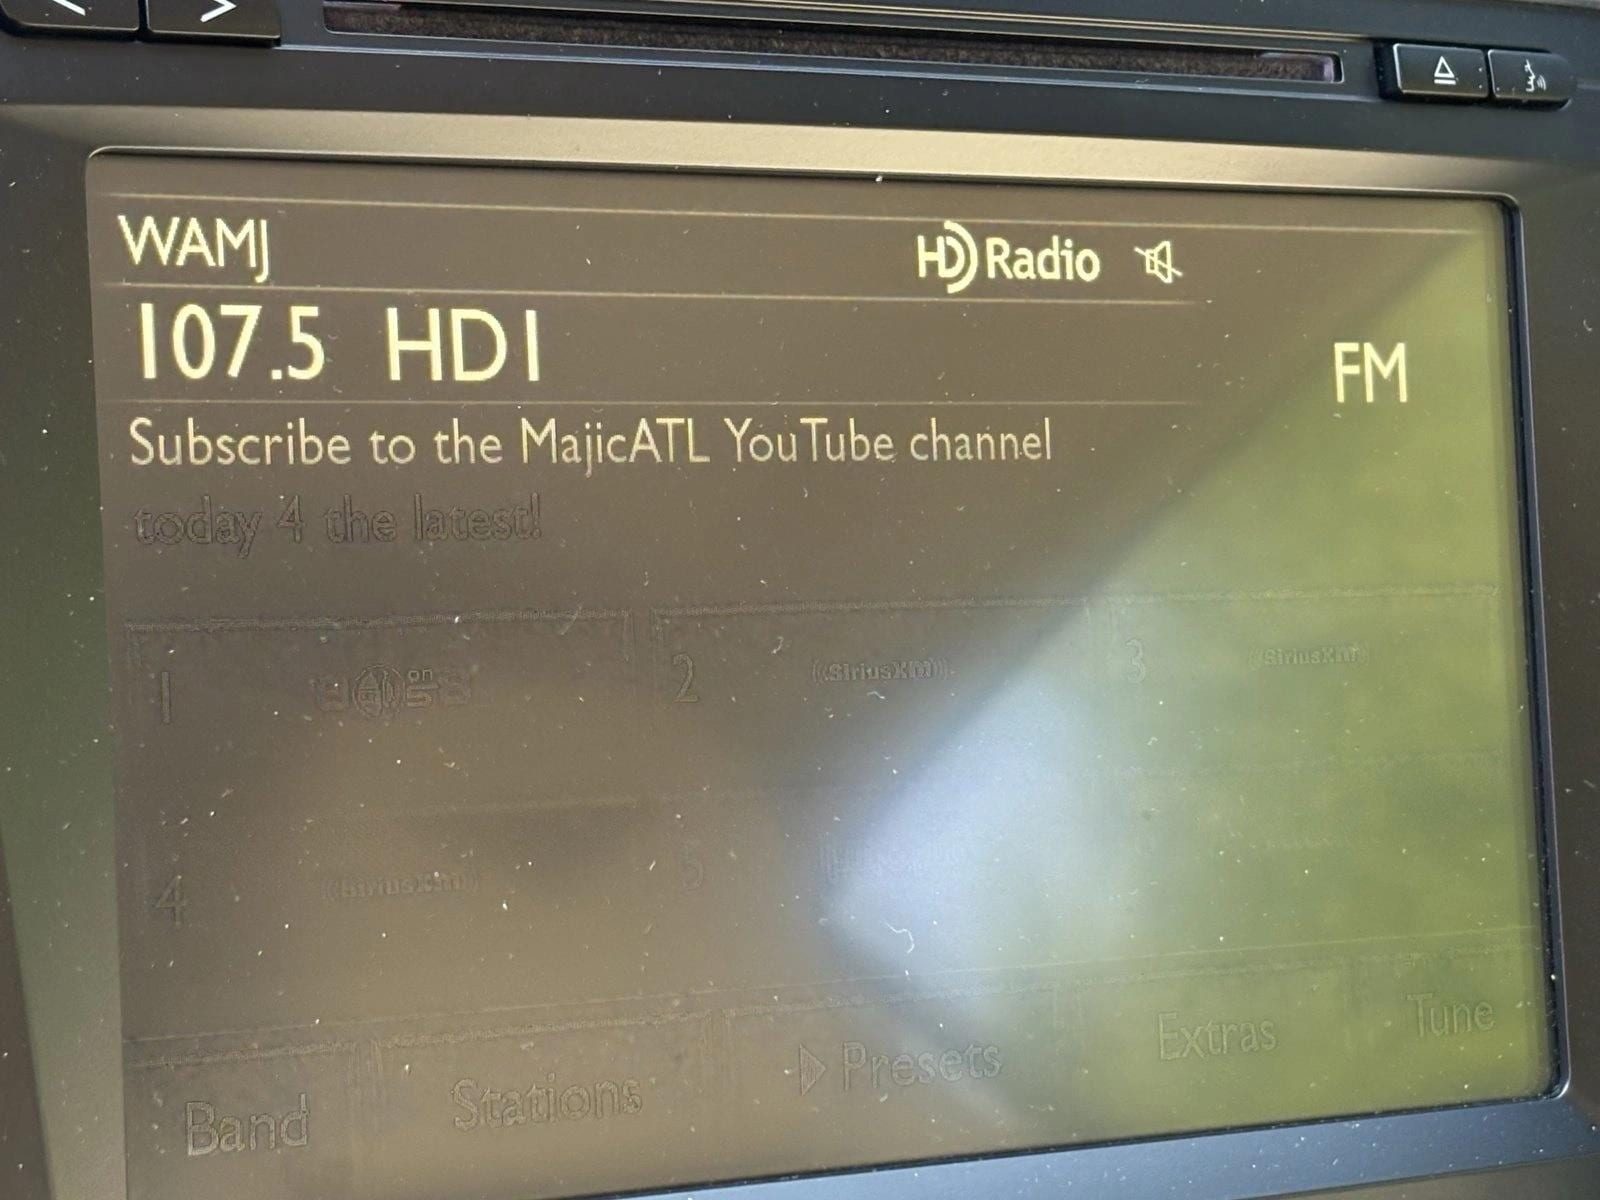 WAMJ
HD Radio
107.5 HD1
FM
Subscribe to the MajicATL YouTube channel
today 4 the latest!
1
on
2 SiriusXM
3 SiriusXM
4 SiriusXM
5
Band Stations Presets Extras Tune